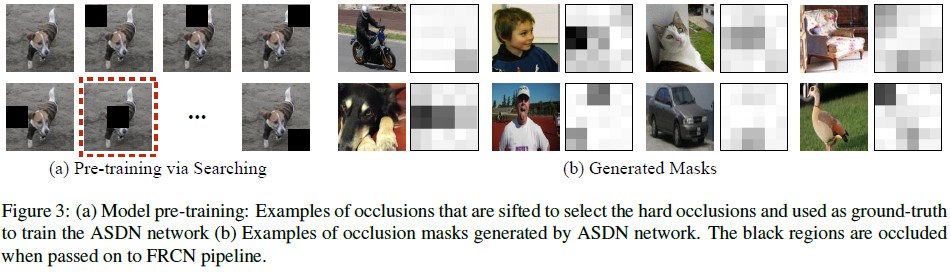 ...
(a) Pre-training via Searching
(b) Generated Masks
Figure 3: (a) Model pre-training: Examples of occlusions that are sifted to select the hard occlusions and used as ground-truth
to train the ASDN network (b) Examples of occlusion masks generated by ASDN network. The black regions are occluded
when passed on to FRCN pipeline.